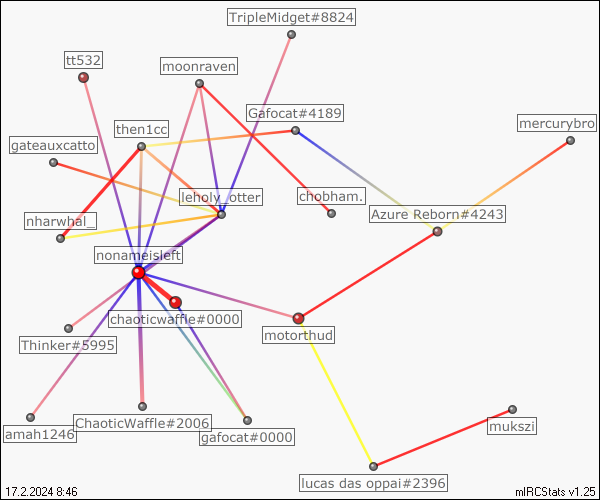 TripleMidget#8824
tt532
moonraven
Gafocat#4189
mercurybro
then1cc
gateauxcatto
leholy_otter
chobham.
Azure Reborn#4243
nharwhal_
nonameisleft
chaoticwaffle#0000
motorthud
Thinker#5995
ChaoticWaffle#2006
amah1246
gafocat#0000
mukszi
lucas das oppai#2396
17.2.2024 8:46
mIRCStats v1.25